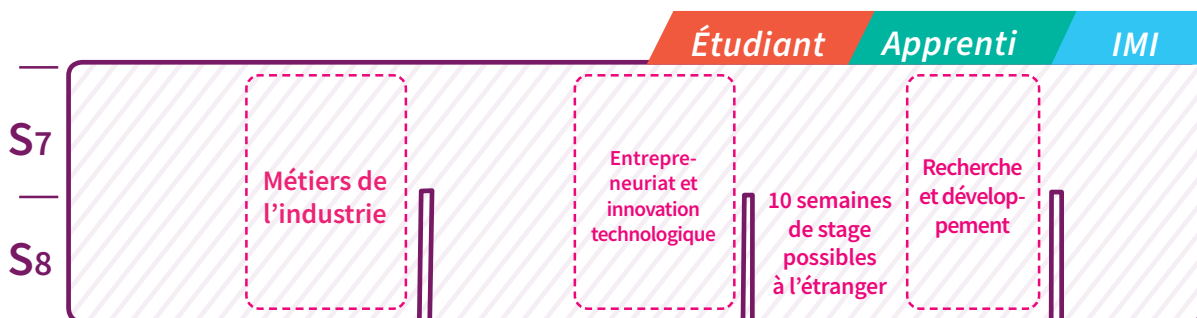 Étudiant
Apprenti
IMI
S7
S8
Métiers de
l’industrie
Entrepre-
neuriat et
innovation
technologique
10 semaines
de stage
possibles
à l’étranger
Recherche
et dévelop-
pement